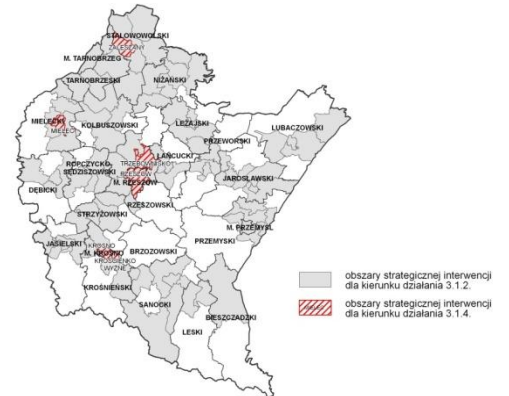 STALOWOWOLSKI
ZALESZANY
M. TARNOBRZEG
TARNOBRZESKI
NIŻAŃSKI
MIELECKI
MIELEC
KOLBUSZOWSKI
LEŻAJSKI
LUBACZOWSKI
PRZEWORSKI
TRZEBOWNISKO
ŁAŃCUCKI
ROPCZYCKO-
SĘDZISZOWSKI
RZESZÓW
M. RZESZÓW
JAROSŁAWSKI
DĘBICKI
RZESZOWSKI
STRZYŻOWSKI
M. PRZEMYŚL
PRZEMYSKI
JASIELSKI
KROSNO
M. KROSNO
KROŚCIENKO
WYŻNE
BRZOZOWSKI
KROŚNIEŃSKI
SANOCKI
BIESZCZADZKI
LESKI
obszary strategicznej interwencji
dla kierunku działania 3.1.2.
obszary strategicznej interwencji
dla kierunku działania 3.1.4.